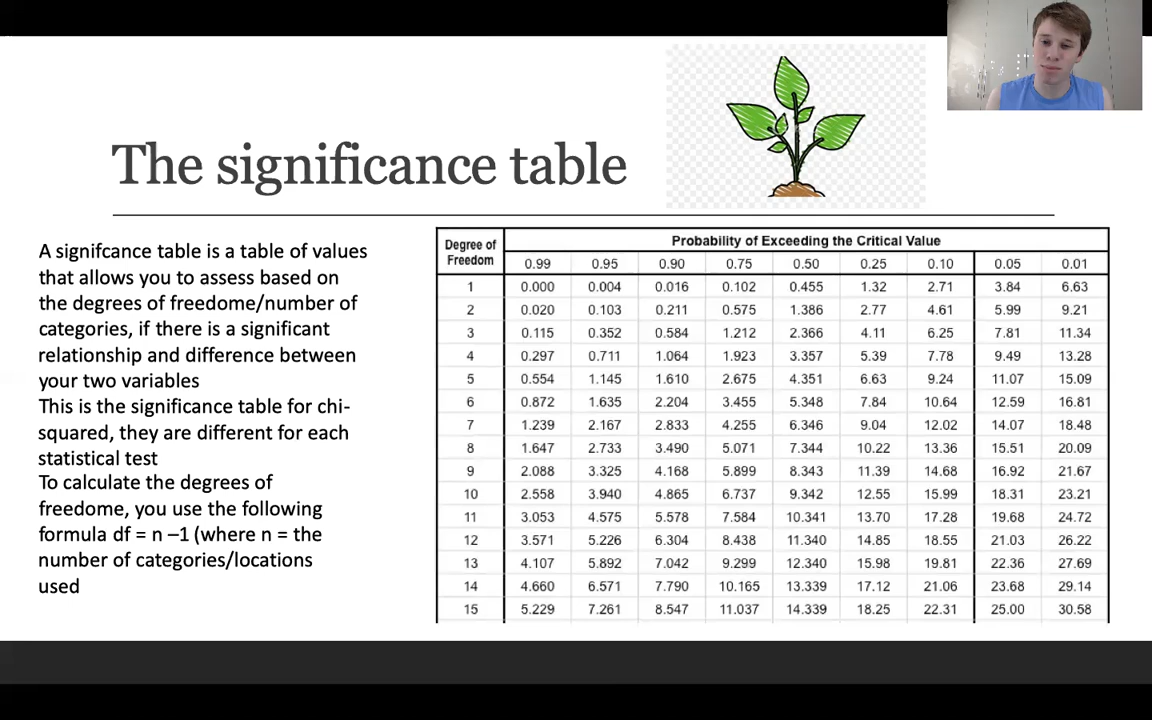 The significance table
A signifcance table is a table of values
that allows you to assess based on
the degrees of freedome/number of
categories, if there is a significant
relationship and difference between
your two variables
This is the significance table for chi-
squared, they are different for each
statistical test
To calculate the degrees of
freedome, you use the following
formula df = n –1 (where n = the
number of categories/locations
used
Degree of
Freedom
Probability of Exceeding the Critical Value
0.99 0.95 0.90 0.75 0.50 0.25 0.10 0.05 0.01
1 0.000 0.004 0.016 0.102 0.455 1.32 2.71 3.84 6.63
2 0.020 0.103 0.211 0.575 1.386 2.77 4.61 5.99 9.21
3 0.115 0.352 0.584 1.212 2.366 4.11 6.25 7.81 11.34
4 0.297 0.711 1.064 1.923 3.357 5.39 7.78 9.49 13.28
5 0.554 1.145 1.610 2.675 4.351 6.63 9.24 11.07 15.09
6 0.872 1.635 2.204 3.455 5.348 7.84 10.64 12.59 16.81
7 1.239 2.167 2.833 4.255 6.346 9.04 12.02 14.07 18.48
8 1.647 2.733 3.490 5.071 7.344 10.22 13.36 15.51 20.09
9 2.088 3.325 4.168 5.899 8.343 11.39 14.68 16.92 21.67
10 2.558 3.940 4.865 6.737 9.342 12.55 15.99 18.31 23.21
11 3.053 4.575 5.578 7.584 10.341 13.70 17.28 19.68 24.72
12 3.571 5.226 6.304 8.438 11.340 14.85 18.55 21.03 26.22
13 4.107 5.892 7.042 9.299 12.340 15.98 19.81 22.36 27.69
14 4.660 6.571 7.790 10.165 13.339 17.12 21.06 23.68 29.14
15 5.229 7.261 8.547 11.037 14.339 18.25 22.31 25.00 30.58